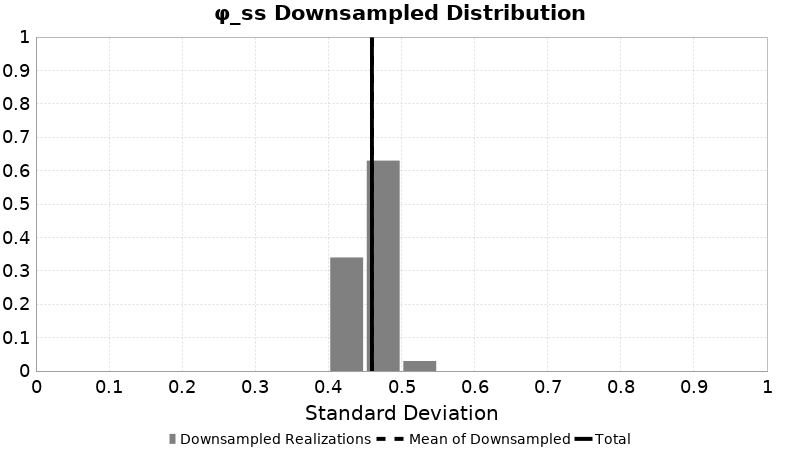 φ_ss Downsampled Distribution
1
0.9
0.8
0.7
0.6
0.5
0.4
0.3
0.2
0.1
0
0 0.1 0.2 0.3 0.4 0.5 0.6 0.7 0.8 0.9 1
Standard Deviation
Downsampled Realizations Mean of Downsampled Total